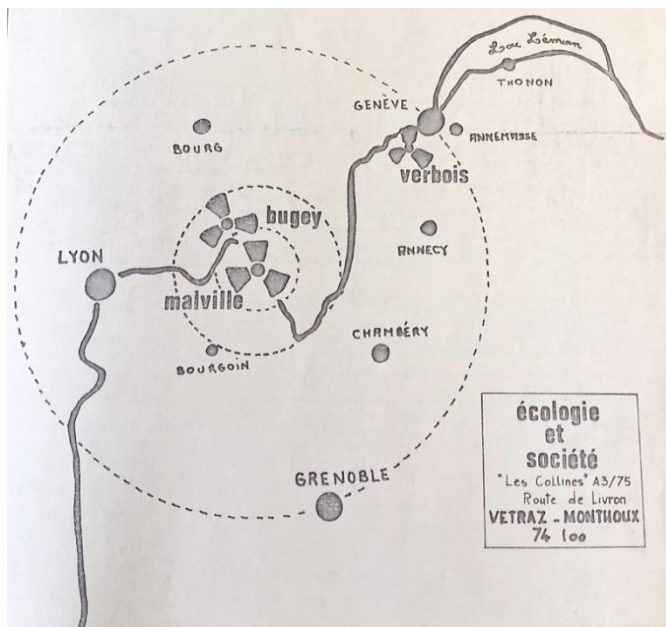 Lac Léman
THONON
GENÈVE
ANNEMASSE
BOURG
verbois
bugey
ANNECY
LYON
malville
CHAMBÉRY
BOURGOIN
GRENOBLE
écologie
et
société
"Les Collines" A3/75
Route de Livron
VETRAZ - MONTHOUX
74 100